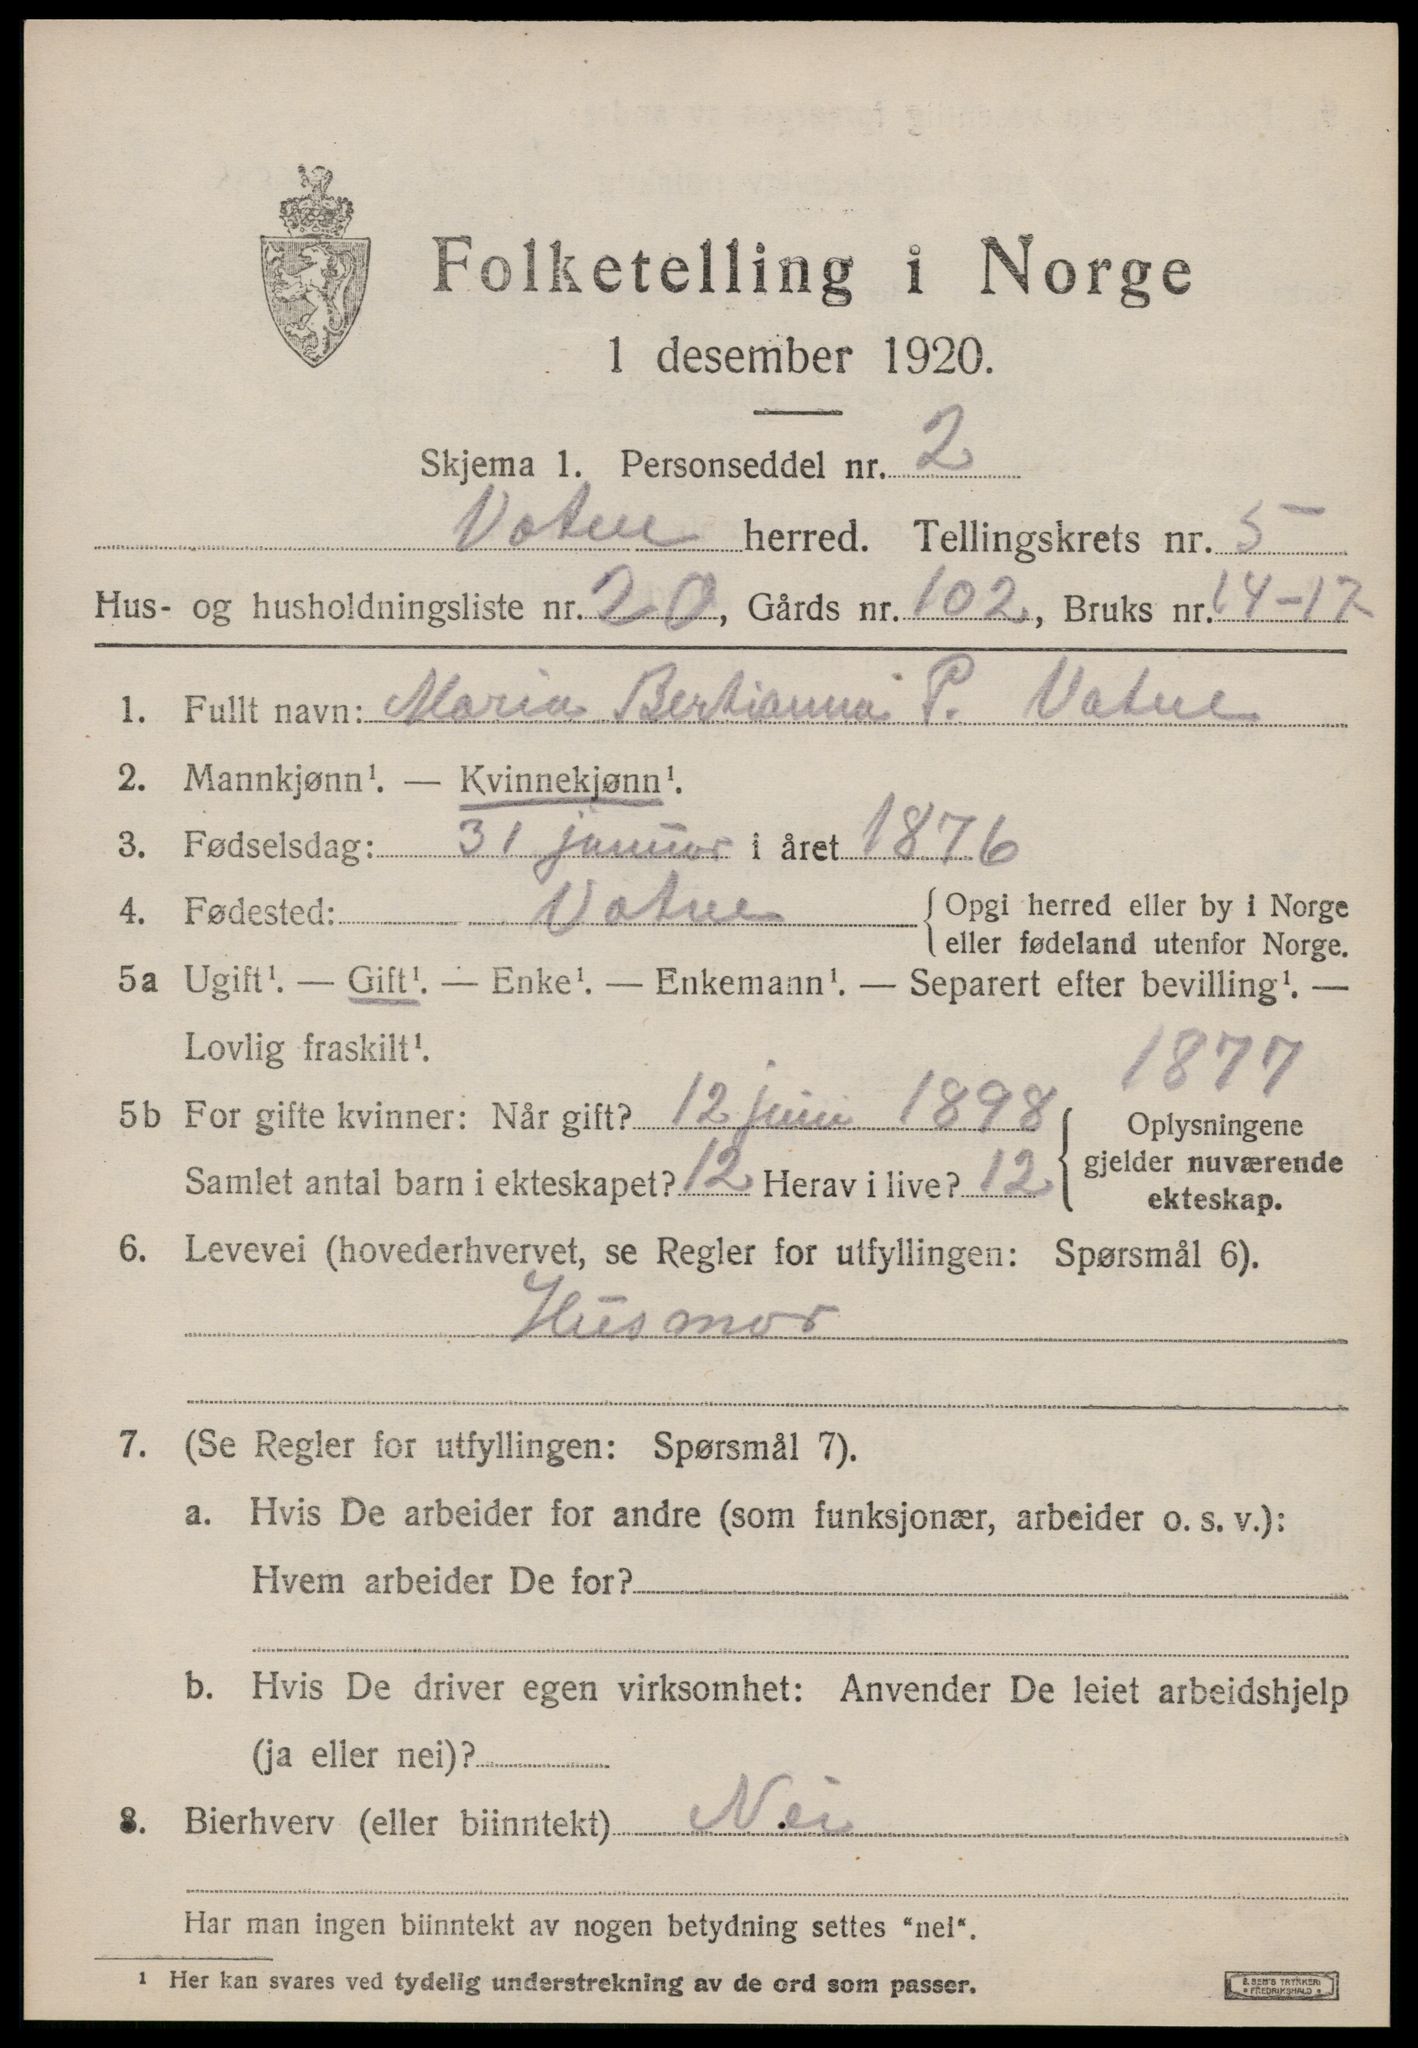 Folketelling i Norge
1 desember 1920.
Skjema 1. Personseddel nr. 2
Vatne herred. Tellingskrets nr. 5
Hus- og husholdningsliste nr. 20, Gårds nr. 102, Bruks nr. 14-17
1. Fullt navn: Maria Bertianna P. Vatne
2. Mannkjønn¹. — Kvinnekjønn¹.
3. Fødselsdag: 31 januar i året 1876
4. Fødested: Vatne { Opgi herred eller by i Norge
eller fødeland utenfor Norge.
5a Ugift¹. — Gift¹. — Enke¹. — Enkemann¹. — Separert efter bevilling¹. —
Lovlig fraskilt¹.
1877
5b For gifte kvinner: Når gift? 12 juni 1898
Samlet antal barn i ekteskapet? 12 Herav i live? 12
Oplysningene
gjelder nuværende
ekteskap.
6. Levevei (hovederhvervet, se Regler for utfyllingen: Spørsmål 6).
Husmor
7. (Se Regler for utfyllingen: Spørsmål 7).
a. Hvis De arbeider for andre (som funksjonær, arbeider o. s. v.):
Hvem arbeider De for?
b. Hvis De driver egen virksomhet: Anvender De leiet arbeidshjelp
(ja eller nei)?
8. Bierhverv (eller biinntekt) Nei
Har man ingen biinntekt av nogen betydning settes "nei".
¹ Her kan svares ved tydelig understrekning av de ord som passer.
E. SEM'S TRYKKERI
FREDRIKSHALD